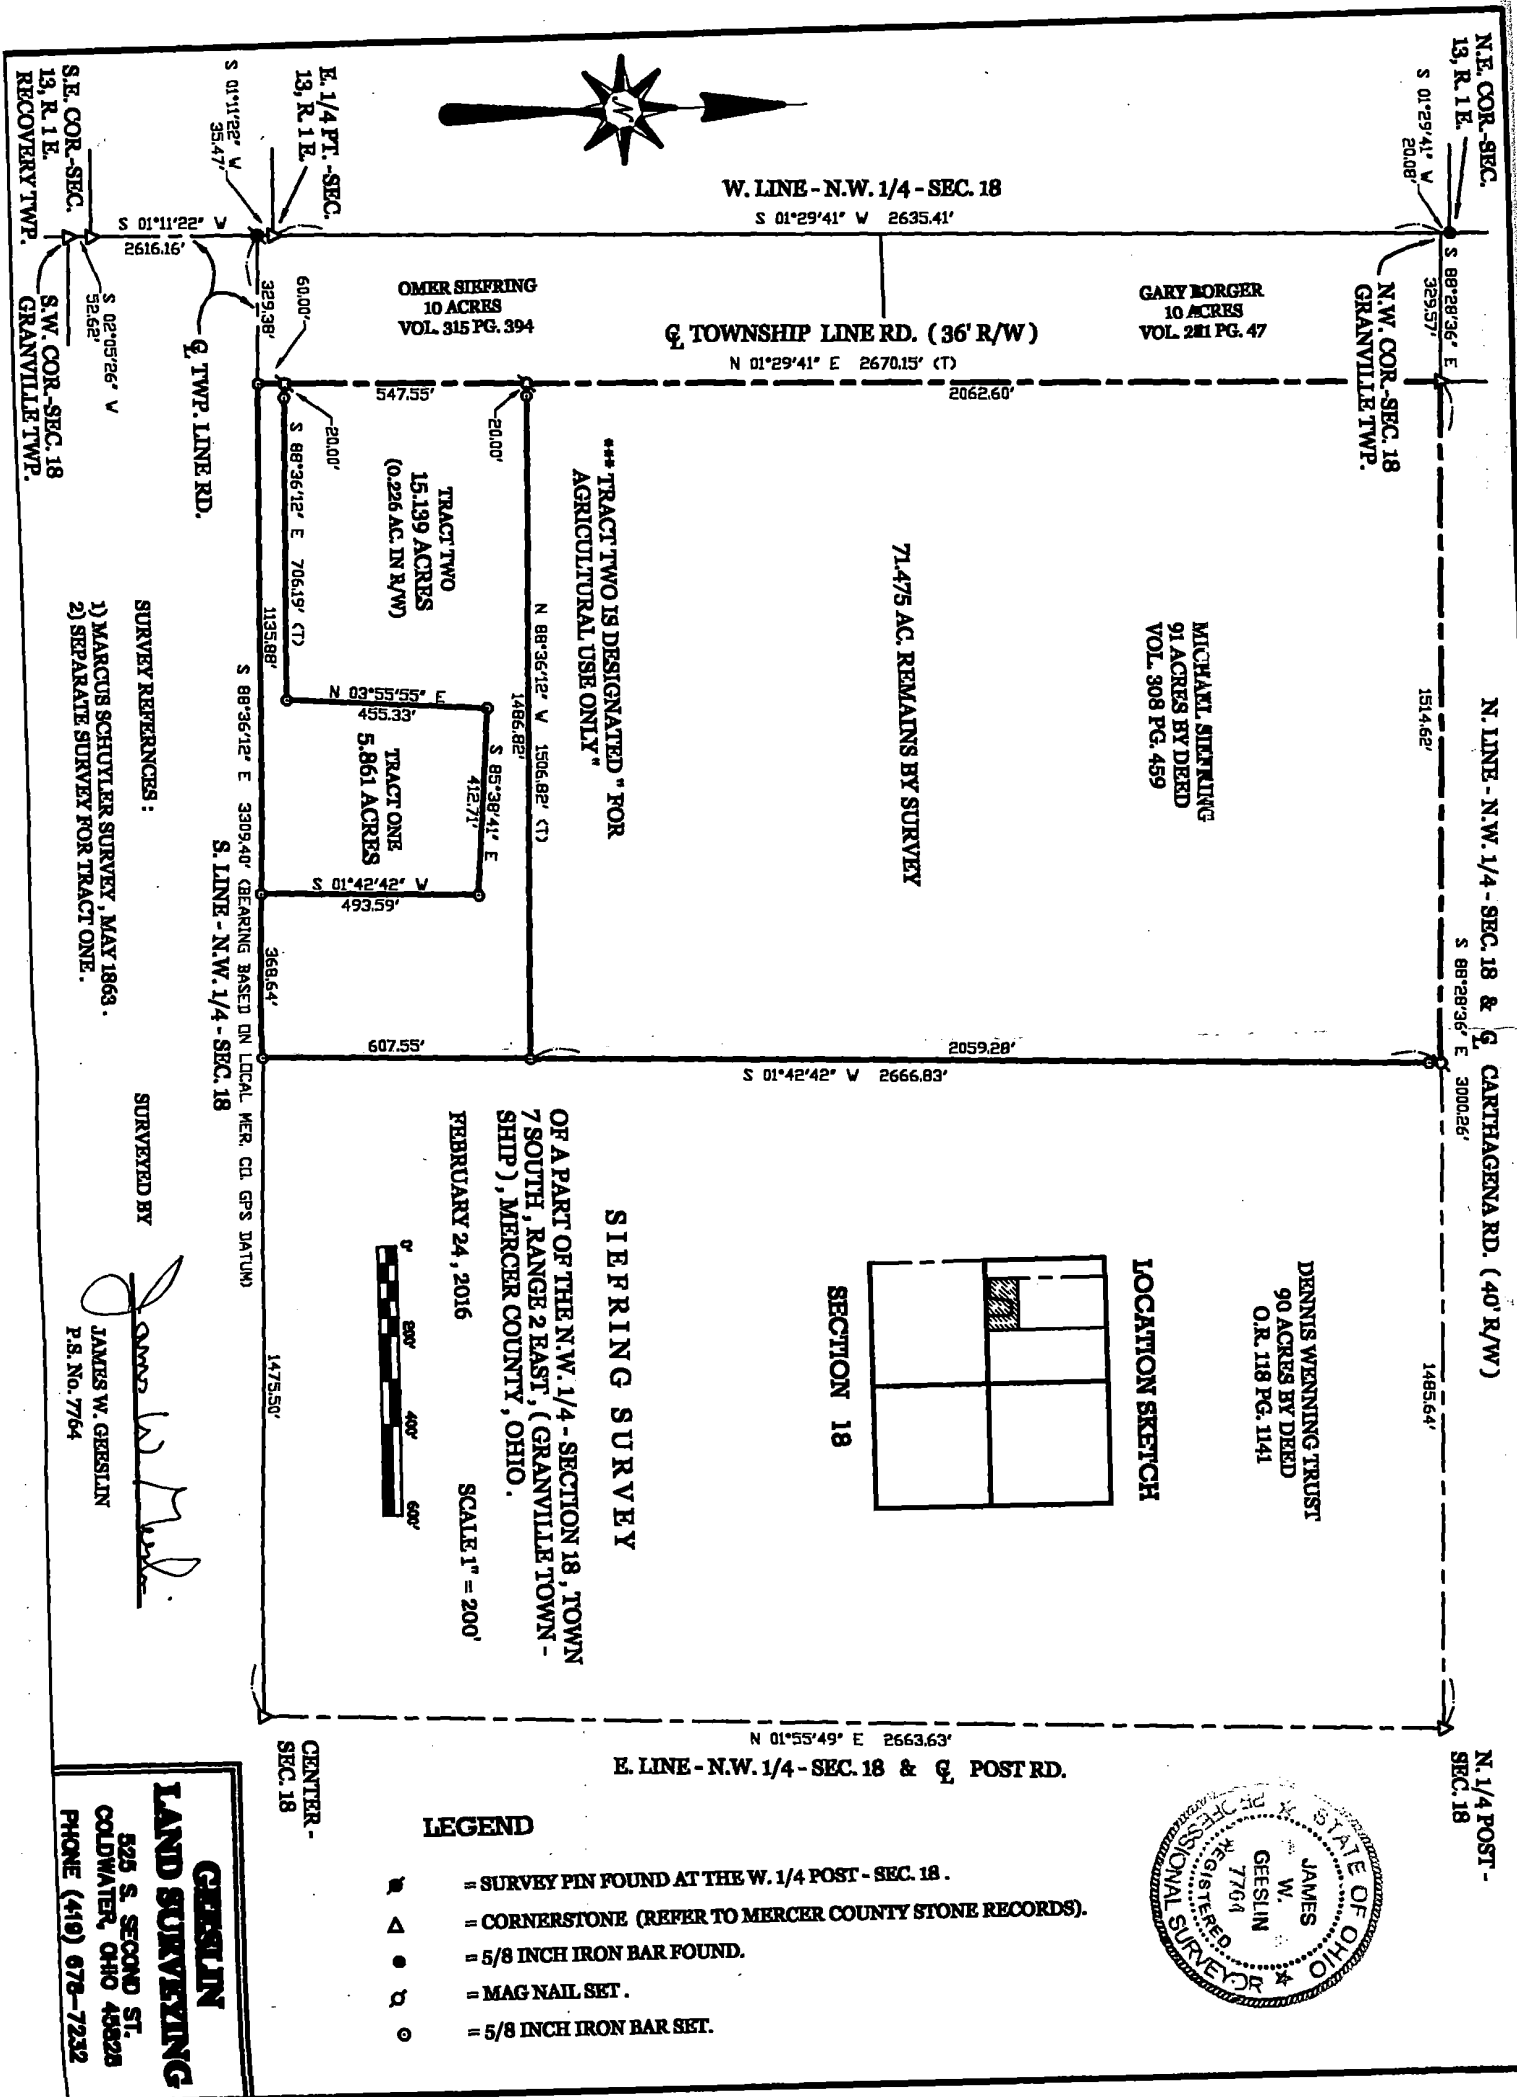 N.E. COR.-SEC.
13, R. 1 E.
S 01°29'41" W
20.08'
N. LINE - N.W. 1/4 - SEC. 18 & ℄ CARTHAGENA RD. ( 40' R/W )
S 88°28'36" E 3000.26'
S 88°28'36" E
329.57'
1514.62'
1485.64'
N.W. COR.-SEC. 18
GRANVILLE TWP.
N. 1/4 POST -
SEC. 18
W. LINE - N.W. 1/4 - SEC. 18
S 01°29'41" W 2635.41'
GARY BORGER
10 ACRES
VOL. 281 PG. 47
OMER SIEFRING
10 ACRES
VOL. 315 PG. 394
℄ TOWNSHIP LINE RD. ( 36' R/W )
N 01°29'41" E 2670.15' (T)
2062.60'
547.55'
60.00'
MICHAEL SIEFRING
91 ACRES BY DEED
VOL. 308 PG. 459
71.475 AC. REMAINS BY SURVEY
*** TRACT TWO IS DESIGNATED " FOR
AGRICULTURAL USE ONLY "
N 88°36'12" W 1506.82' (T)
1486.82'
20.00'
TRACT TWO
15.139 ACRES
(0.226 AC. IN R/W)
20.00'
S 88°36'12" E 706.19' (T)
N 03°55'55" E
455.33'
S 85°38'41" E
412.71'
TRACT ONE
5.861 ACRES
S 01°42'42" W
493.59'
1135.88'
368.64'
607.55'
2059.28'
S 01°42'42" W 2666.83'
DENNIS WENNING TRUST
90 ACRES BY DEED
O.R. 118 PG. 1141
LOCATION SKETCH
SECTION 18
SIEFRING SURVEY
OF A PART OF THE N.W. 1/4 - SECTION 18 , TOWN
7 SOUTH , RANGE 2 EAST , ( GRANVILLE TOWN -
SHIP ) , MERCER COUNTY , OHIO .
FEBRUARY 24 , 2016 SCALE 1" = 200'
0' 200' 400' 600'
N 01°55'49" E 2663.63'
E. LINE - N.W. 1/4 - SEC. 18 & ℄ POST RD.
CENTER -
SEC. 18
1475.50'
S 88°36'12" E 3309.40' (BEARING BASED ON LOCAL MER. CO. GPS DATUM)
S. LINE - N.W. 1/4 - SEC. 18
E. 1/4 PT. -SEC.
13, R. 1 E.
S 01°11'22" W
35.47'
329.38'
℄ TWP. LINE RD.
S 01°11'22" W
2616.16'
S 02°05'26" W
52.62'
S.E. COR.-SEC.
13, R. 1 E.
RECOVERY TWP.
S.W. COR.-SEC. 18
GRANVILLE TWP.
SURVEY REFERNCES :
1) MARCUS SCHUYLER SURVEY , MAY 1863 .
2) SEPARATE SURVEY FOR TRACT ONE .
SURVEYED BY
James W. Geeslin
JAMES W. GEESLIN
P.S. No. 7764
LEGEND
= SURVEY PIN FOUND AT THE W. 1/4 POST - SEC. 18 .
= CORNERSTONE (REFER TO MERCER COUNTY STONE RECORDS).
= 5/8 INCH IRON BAR FOUND.
= MAG NAIL SET .
= 5/8 INCH IRON BAR SET.
STATE OF OHIO
JAMES
W.
GEESLIN
7764
REGISTERED
PROFESSIONAL SURVEYOR
GEESLIN
LAND SURVEYING
525 S. SECOND ST.
COLDWATER, OHIO 45828
PHONE (419) 678-7232
N